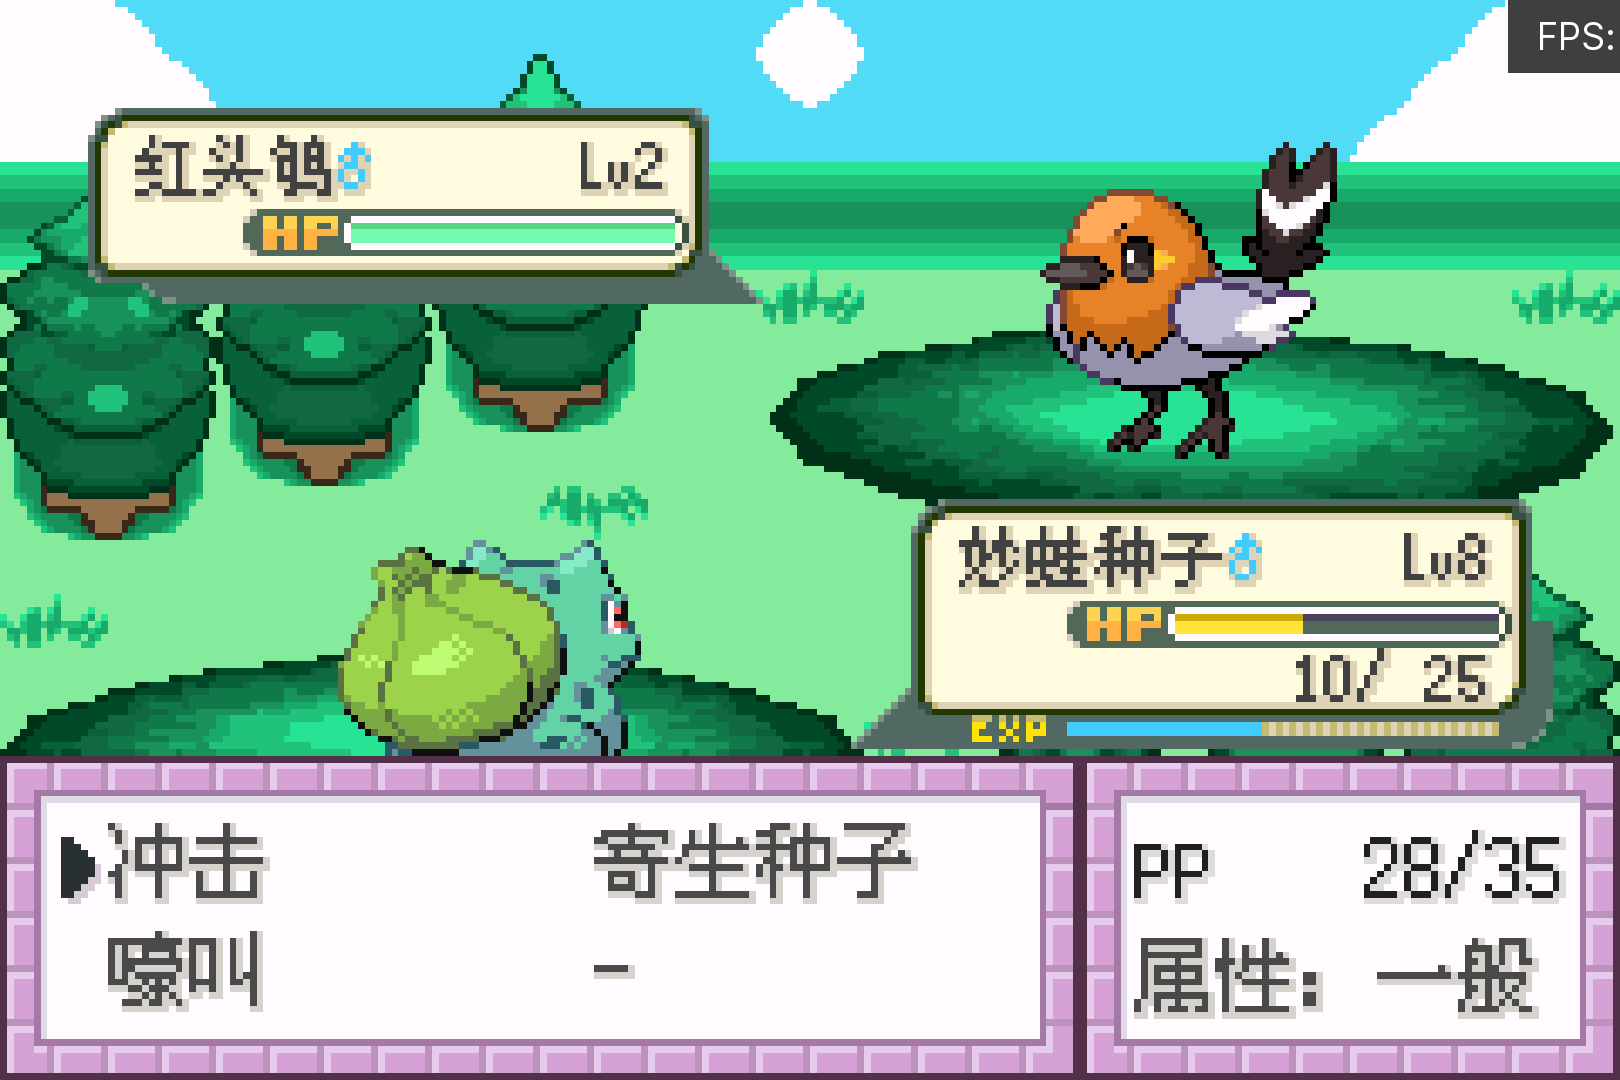 FPS:
红头鸲♂ Lv2
HP
妙蛙种子♂ Lv8
HP
10/ 25
EXP
▶冲击 寄生种子
嚎叫 -
PP 28/35
属性：一般